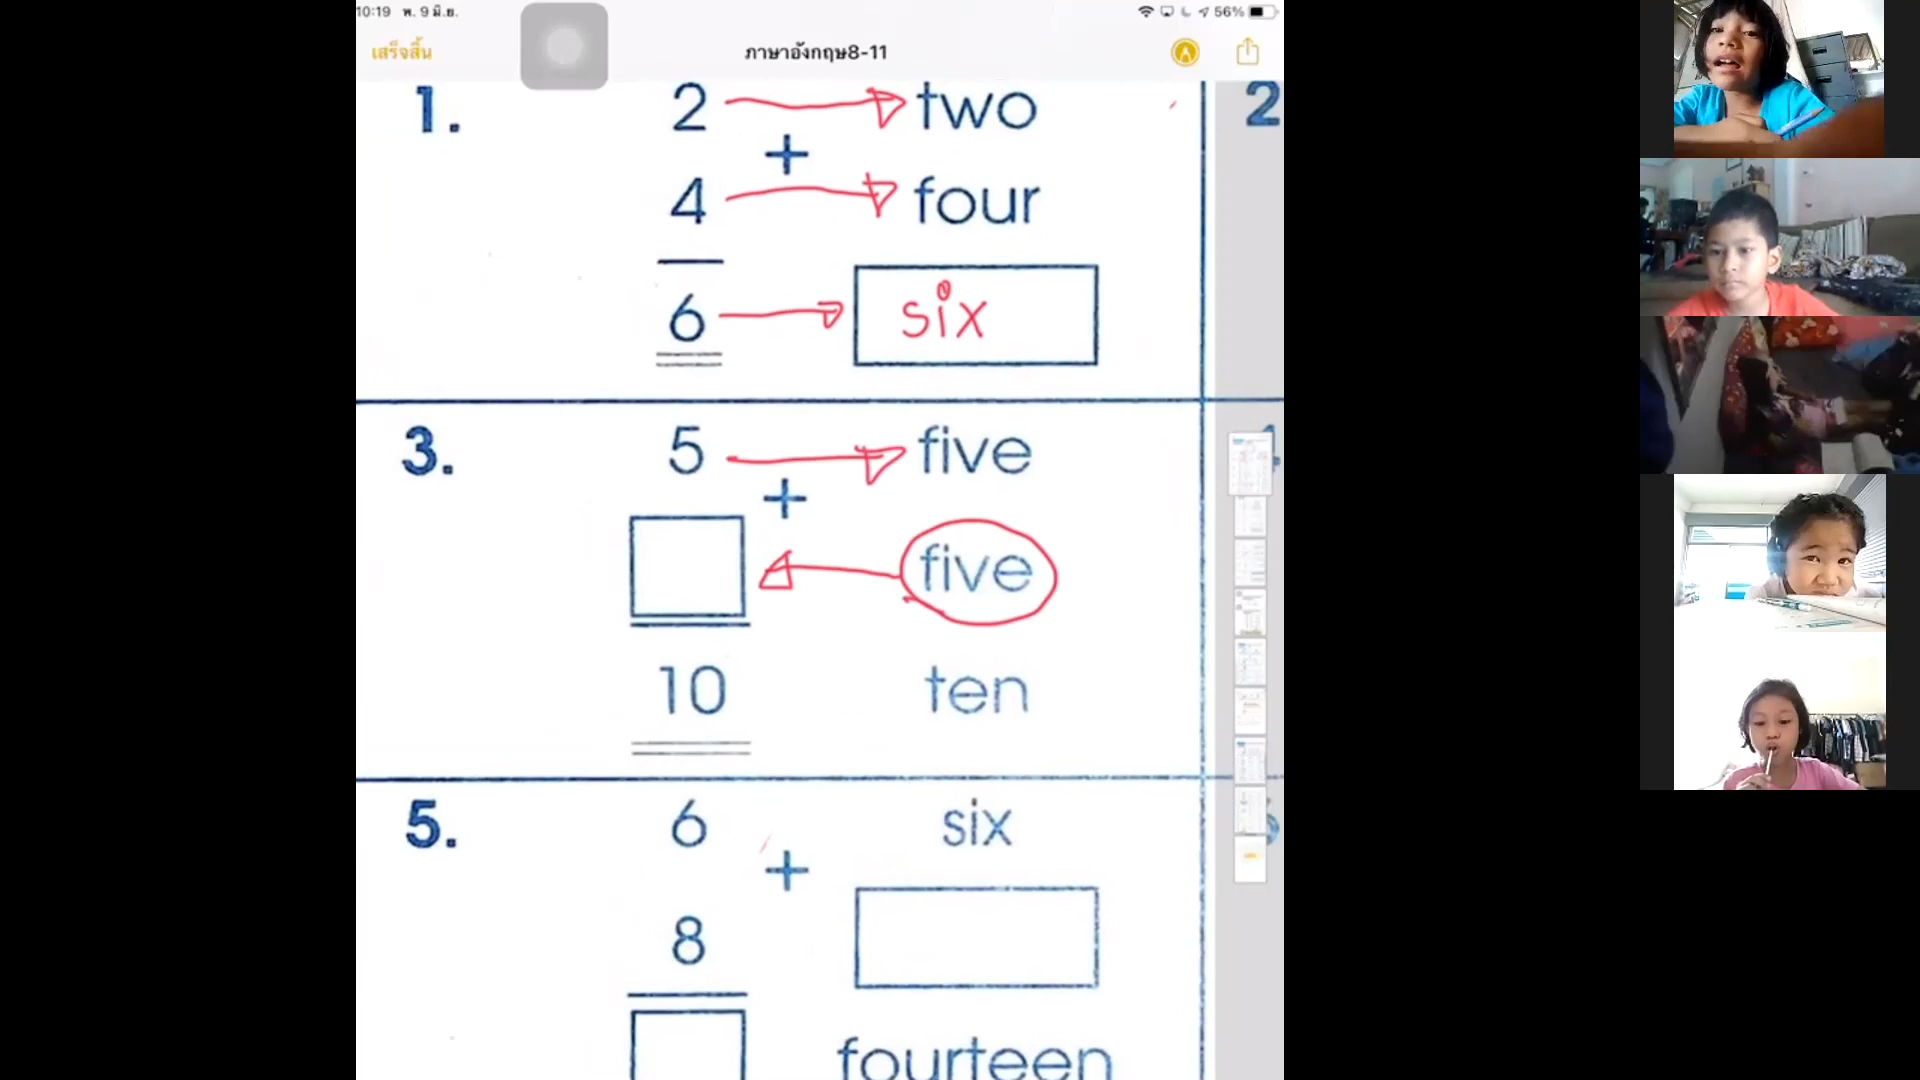 10:19 พ. 9 มิ.ย. 56%
เสร็จสิ้น ภาษาอังกฤษ8-11
1. 2 two 2
+
4 four
6 six
3. 5 five
+
five
10 ten
5. 6 six
+
8
fourteen